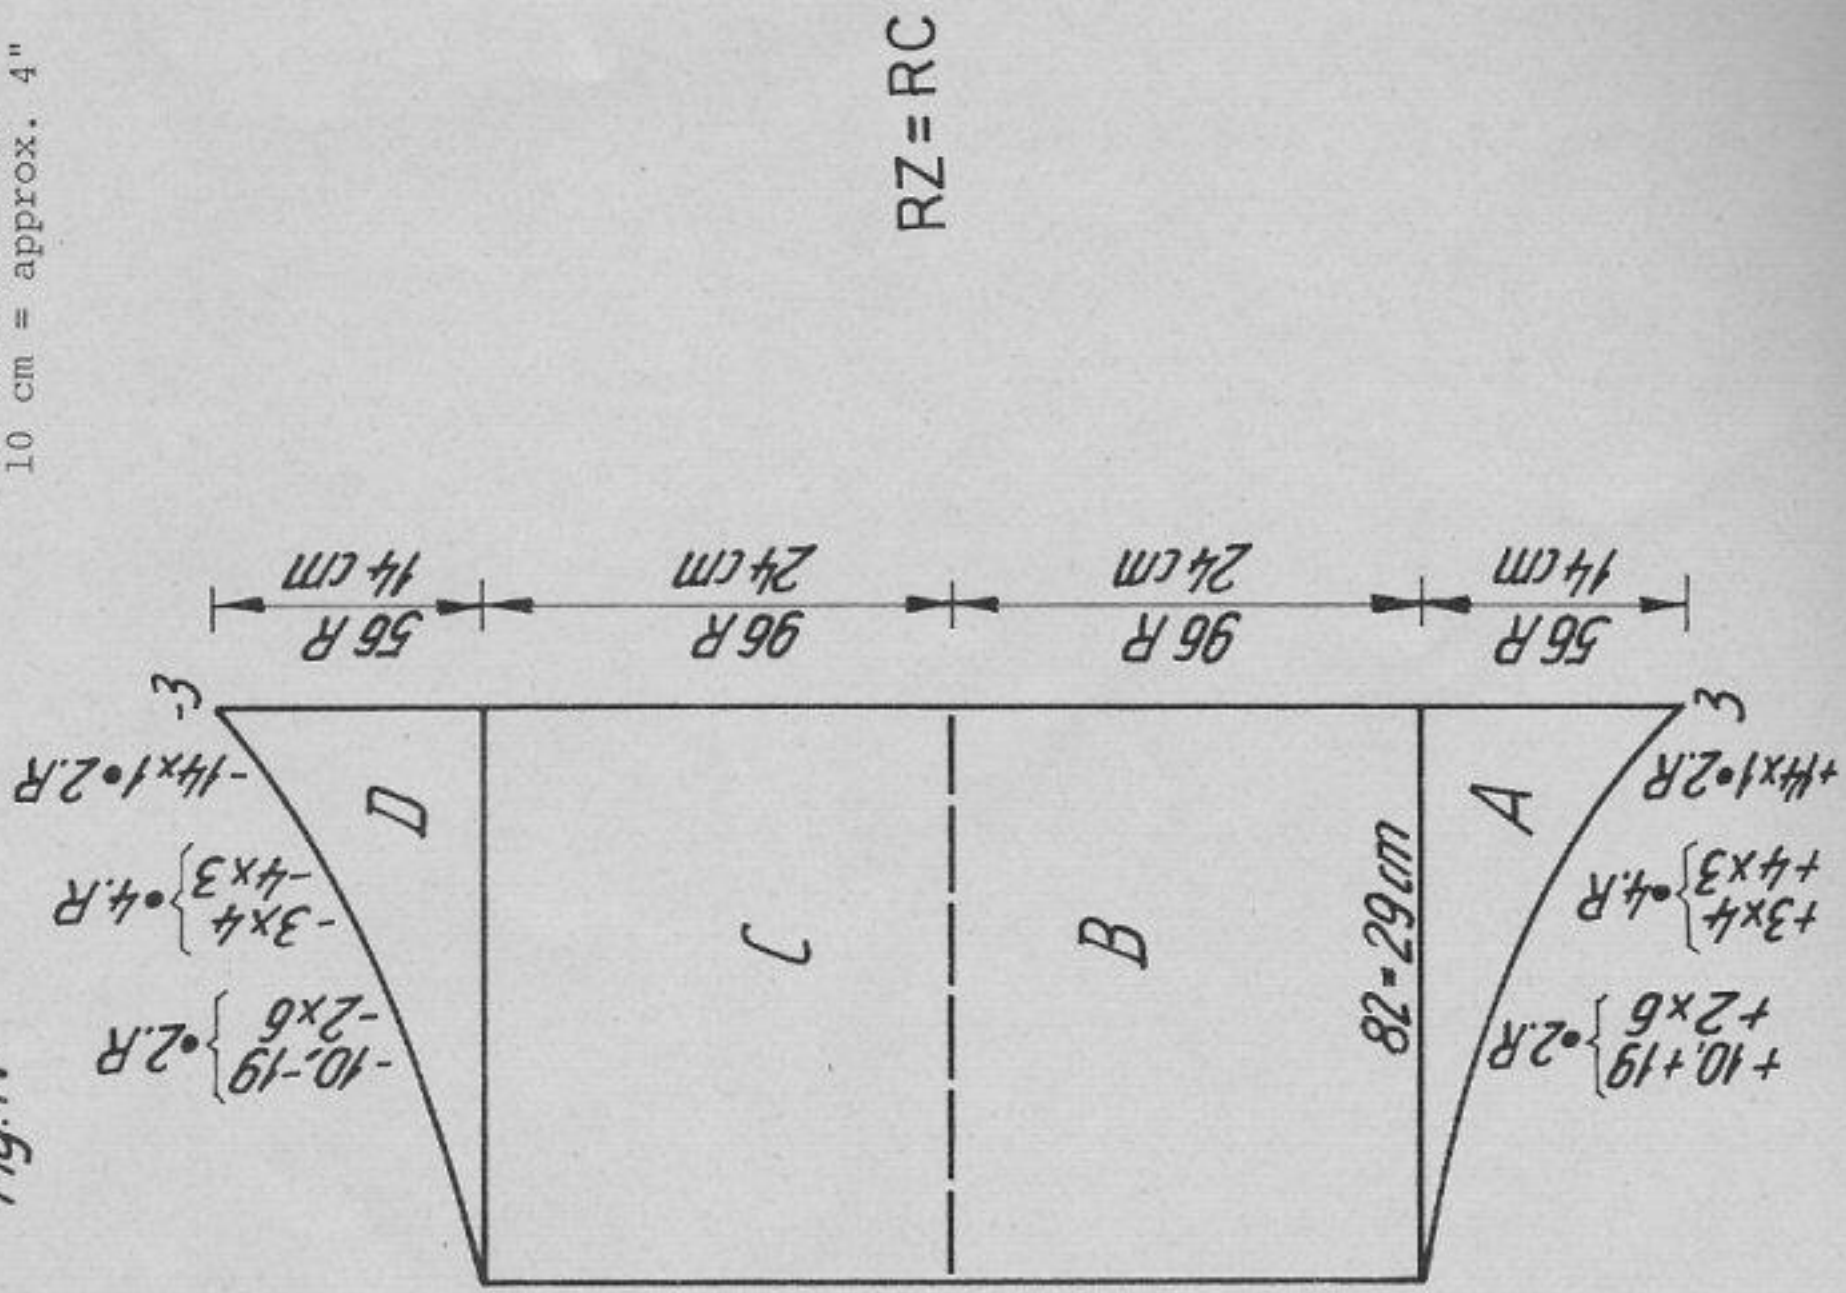 10 cm = approx. 4"
RZ = RC
56 R
14 cm
96 R
24 cm
96 R
24 cm
56 R
14 cm
-3
-14x1•2.R
-3x4
-4x3
}•4.R
-10,-19
-2x6
}•2.R
D
C
B
82 = 29 cm
A
3
+14x1•2.R
+3x4
+4x3
}•4.R
+10,+19
+2x6
}•2.R